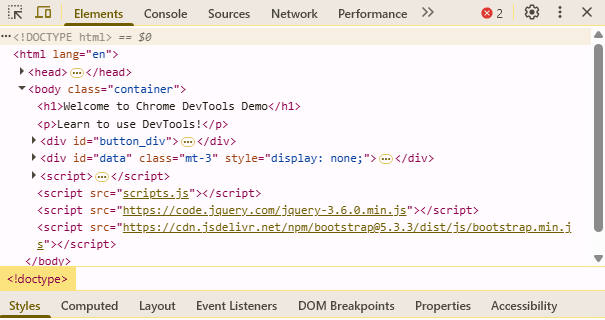 Elements Console Sources Network Performance 2
<!DOCTYPE html> == $0
<html lang="en">
<head> </head>
<body class="container">
<h1>Welcome to Chrome DevTools Demo</h1>
<p>Learn to use DevTools!</p>
<div id="button_div"> </div>
<div id="data" class="mt-3" style="display: none;"> </div>
<script> </script>
<script src="scripts.js"></script>
<script src="https://code.jquery.com/jquery-3.6.0.min.js"></script>
<script src="https://cdn.jsdelivr.net/npm/bootstrap@5.3.3/dist/js/bootstrap.min.j
s"></script>
</body>
<!doctype>
Styles Computed Layout Event Listeners DOM Breakpoints Properties Accessibility